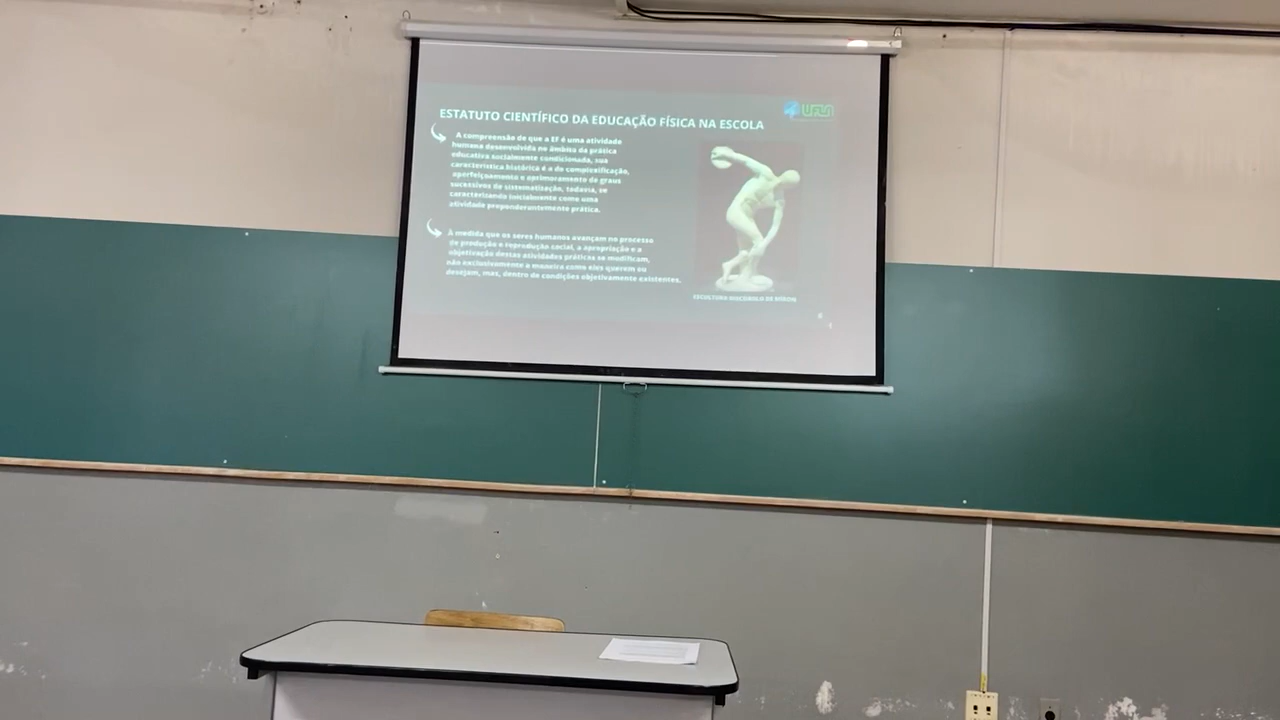 ESTATUTO CIENTÍFICO DA EDUCAÇÃO FÍSICA NA ESCOLA
A compreensão de que a EF é uma atividade
humana desenvolvida no âmbito da prática
educativa socialmente condicionada, sua
característica histórica é a de complexificação,
aperfeiçoamento e aprimoramento de graus
sucessivos de sistematização, todavia, se
caracterizando inicialmente como uma
atividade preponderantemente prática.
À medida que os seres humanos avançam no processo
de produção e reprodução social, a apropriação e a
objetivação destas atividades práticas se modificam,
não exclusivamente a maneira como eles querem ou
desejam, mas, dentro de condições objetivamente existentes.
ESCULTURA DISCÓBOLO DE MÍRON